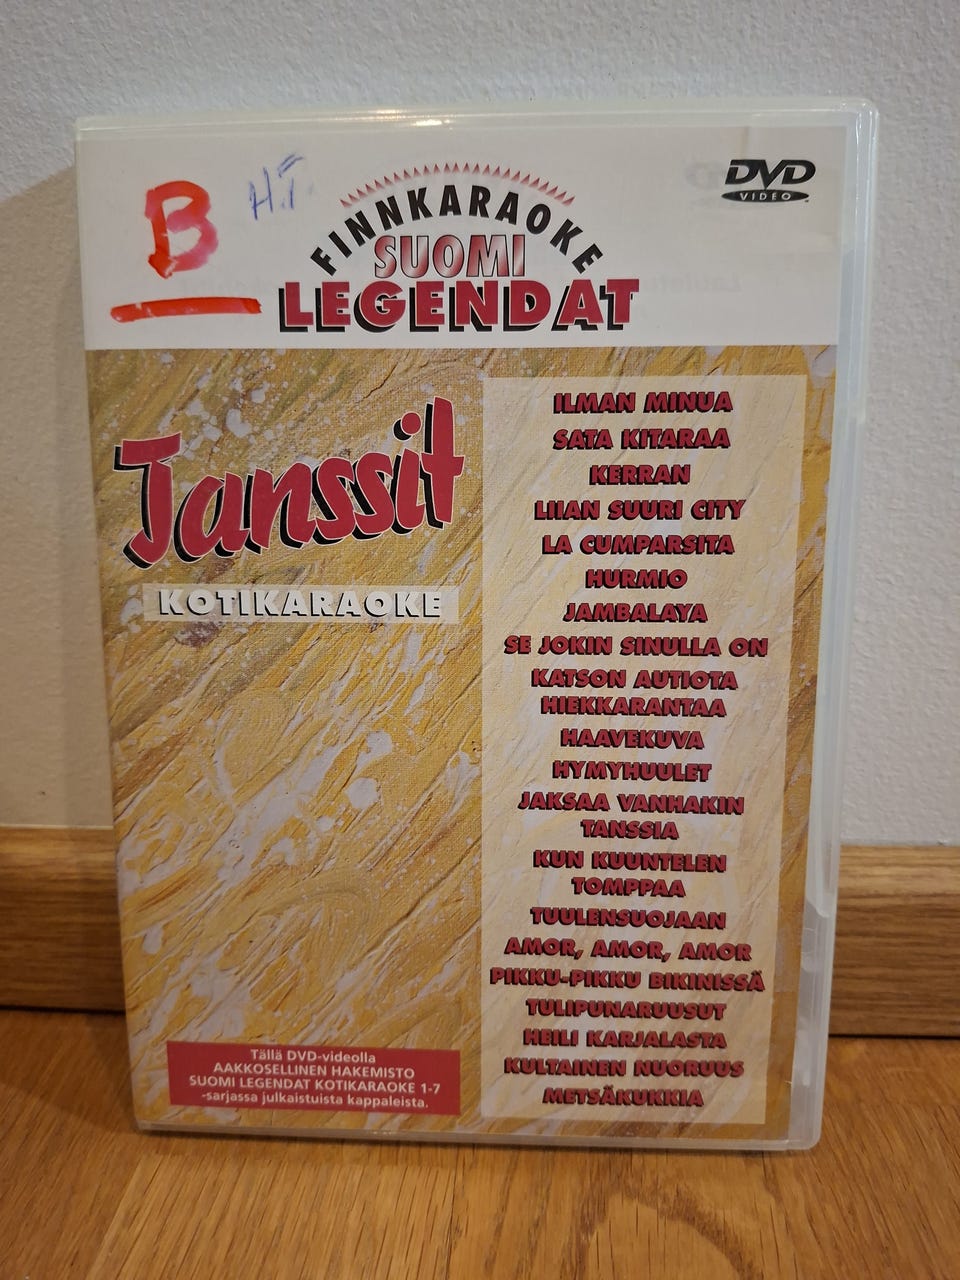 B
H.T.
FINNKARAOKE
SUOMI
LEGENDAT
DVD
VIDEO
Tanssit
KOTIKARAOKE
ILMAN MINUA
SATA KITARAA
KERRAN
LIIAN SUURI CITY
LA CUMPARSITA
HURMIO
JAMBALAYA
SE JOKIN SINULLA ON
KATSON AUTIOTA
HIEKKARANTAA
HAAVEKUVA
HYMYHUULET
JAKSAA VANHAKIN
TANSSIA
KUN KUUNTELEN
TOMPPAA
TUULENSUOJAAN
AMOR, AMOR, AMOR
PIKKU-PIKKU BIKINISSÄ
TULIPUNARUUSUT
HEILI KARJALASTA
KULTAINEN NUORUUS
METSÄKUKKIA
Tällä DVD-videolla
AAKKOSELLINEN HAKEMISTO
SUOMI LEGENDAT KOTIKARAOKE 1-7
-sarjassa julkaistuista kappaleista.